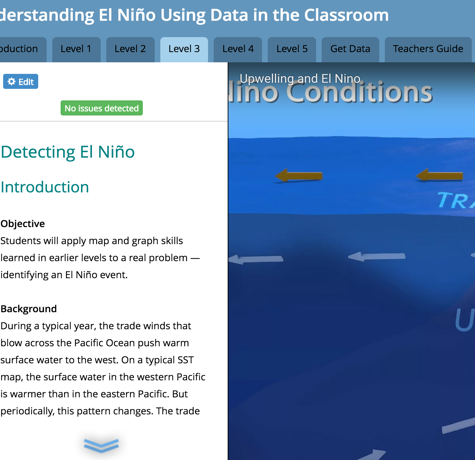 derstanding El Niño Using Data in the Classroom
oduction Level 1 Level 2 Level 3 Level 4 Level 5 Get Data Teachers Guide
Edit
No issues detected
Detecting El Niño
Introduction
Objective
Students will apply map and graph skills
learned in earlier levels to a real problem —
identifying an El Niño event.
Background
During a typical year, the trade winds that
blow across the Pacific Ocean push warm
surface water to the west. On a typical SST
map, the surface water in the western Pacific
is warmer than in the eastern Pacific. But
periodically, this pattern changes. The trade
Upwelling and El Nino
Nino Conditions
TRA
U